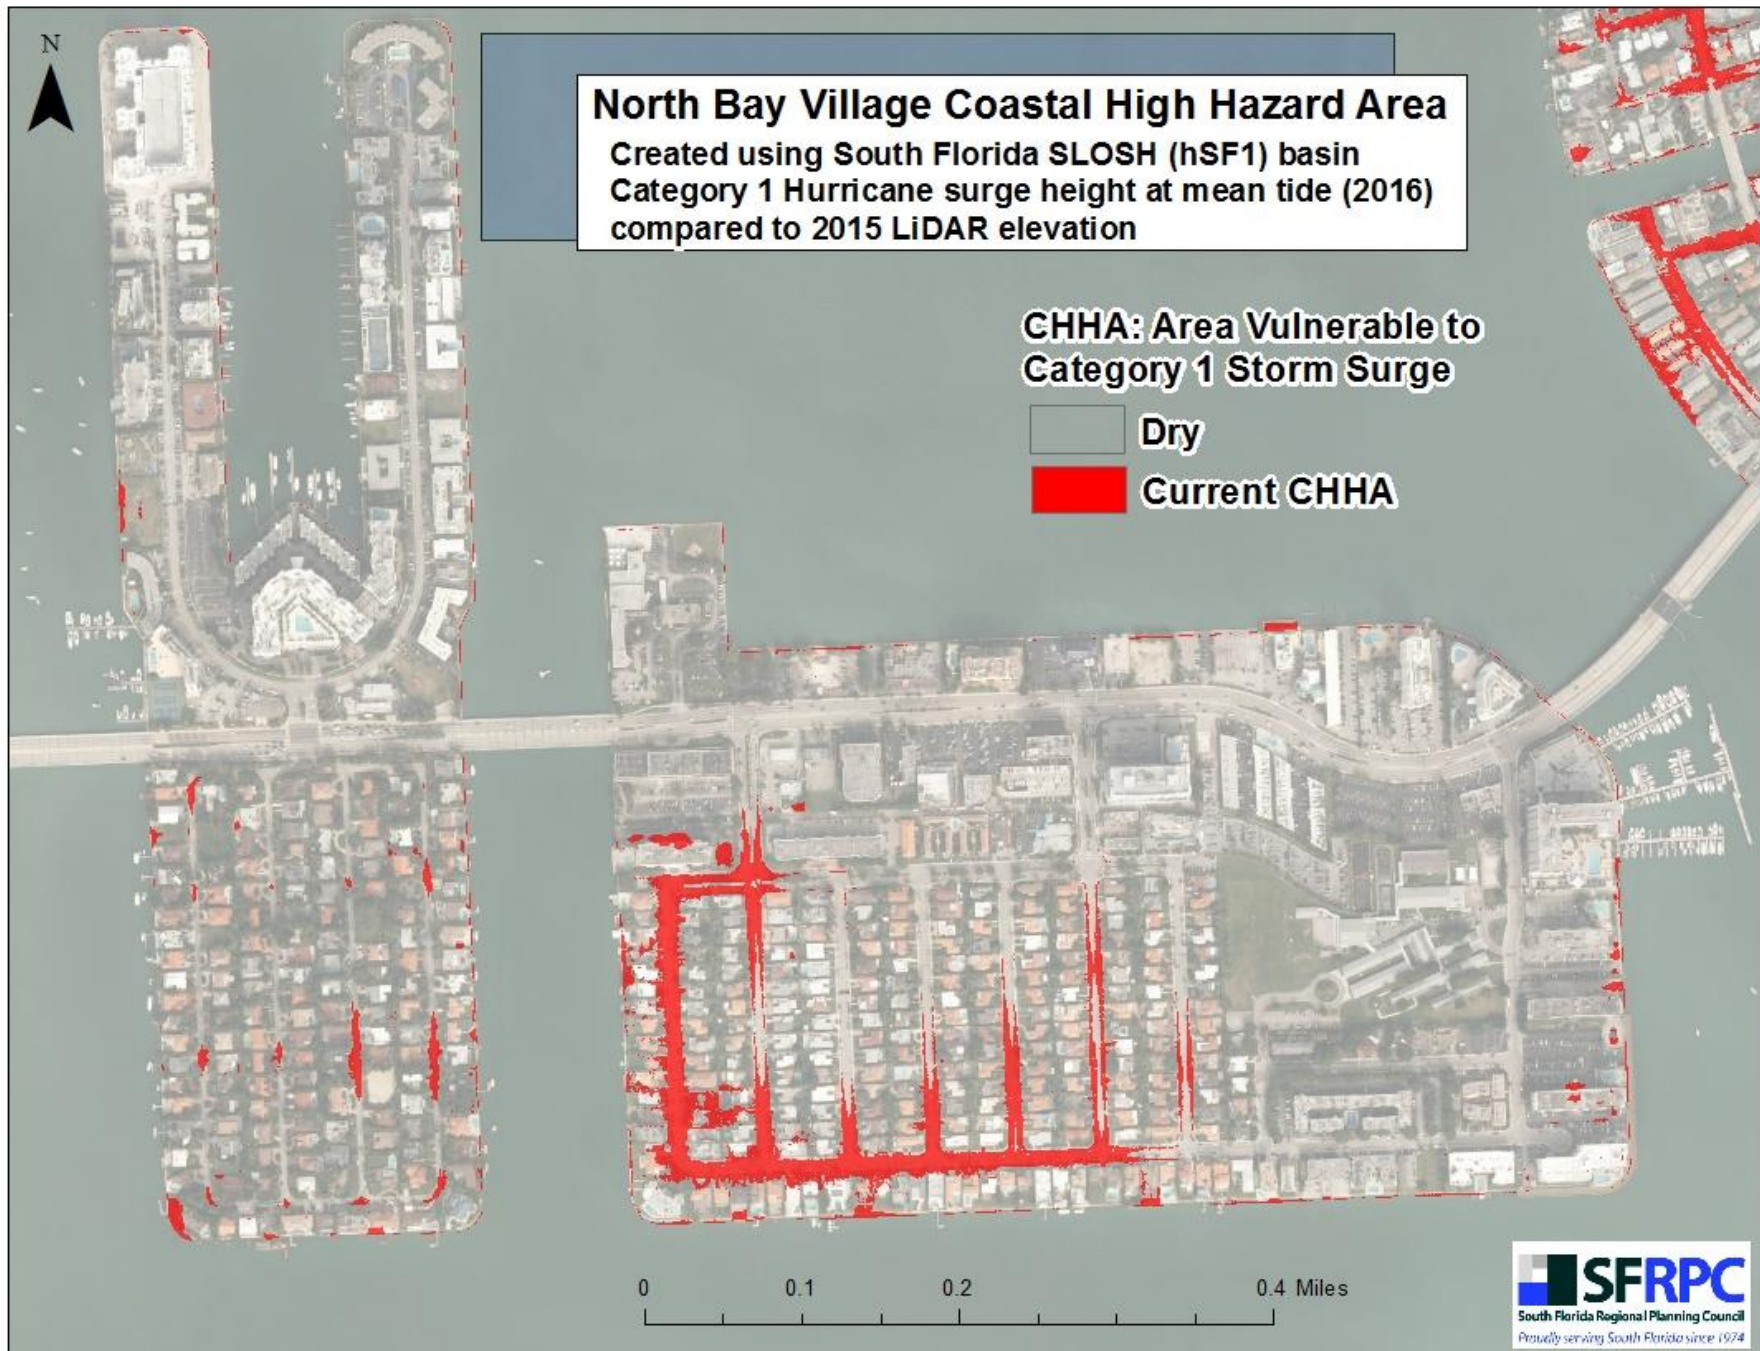 N
North Bay Village Coastal High Hazard Area
Created using South Florida SLOSH (hSF1) basin
Category 1 Hurricane surge height at mean tide (2016)
compared to 2015 LiDAR elevation
CHHA: Area Vulnerable to
Category 1 Storm Surge
Dry
Current CHHA
0 0.1 0.2 0.4 Miles
SFRPC
South Florida Regional Planning Council
Proudly serving South Florida since 1974